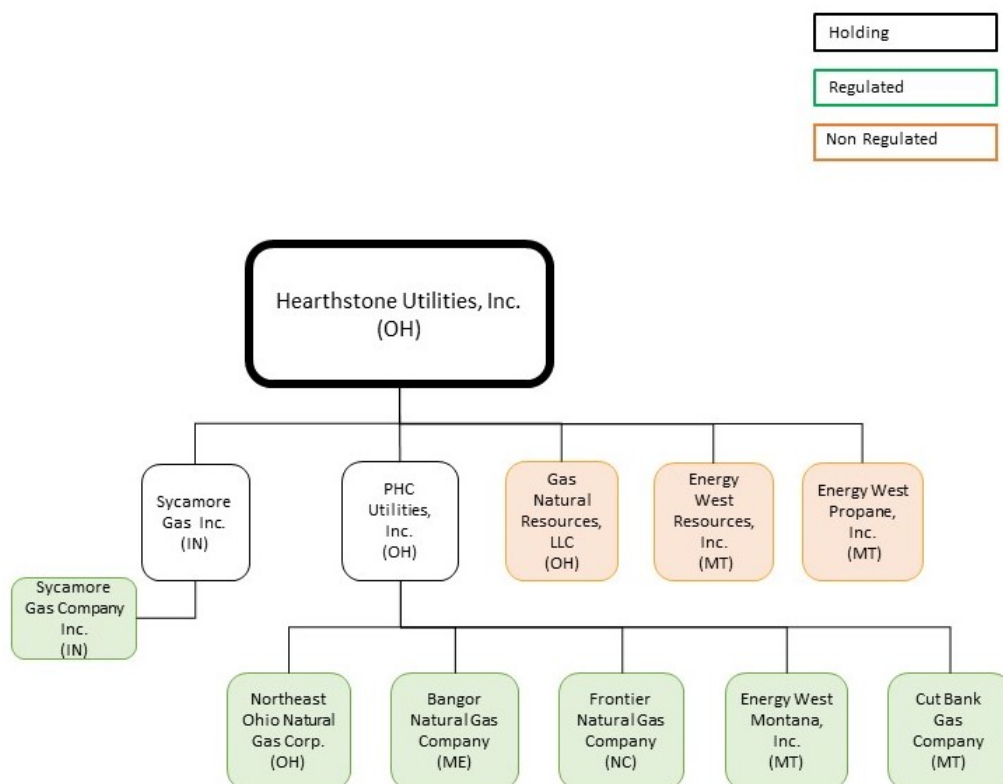 Holding
Regulated
Non Regulated
Hearthstone Utilities, Inc.
(OH)
Sycamore
Gas Inc.
(IN)
PHC
Utilities,
Inc.
(OH)
Gas
Natural
Resources,
LLC
(OH)
Energy
West
Resources,
Inc.
(MT)
Energy West
Propane,
Inc.
(MT)
Sycamore
Gas Company
Inc.
(IN)
Northeast
Ohio Natural
Gas Corp.
(OH)
Bangor
Natural Gas
Company
(ME)
Frontier
Natural Gas
Company
(NC)
Energy West
Montana,
Inc.
(MT)
Cut Bank
Gas
Company
(MT)